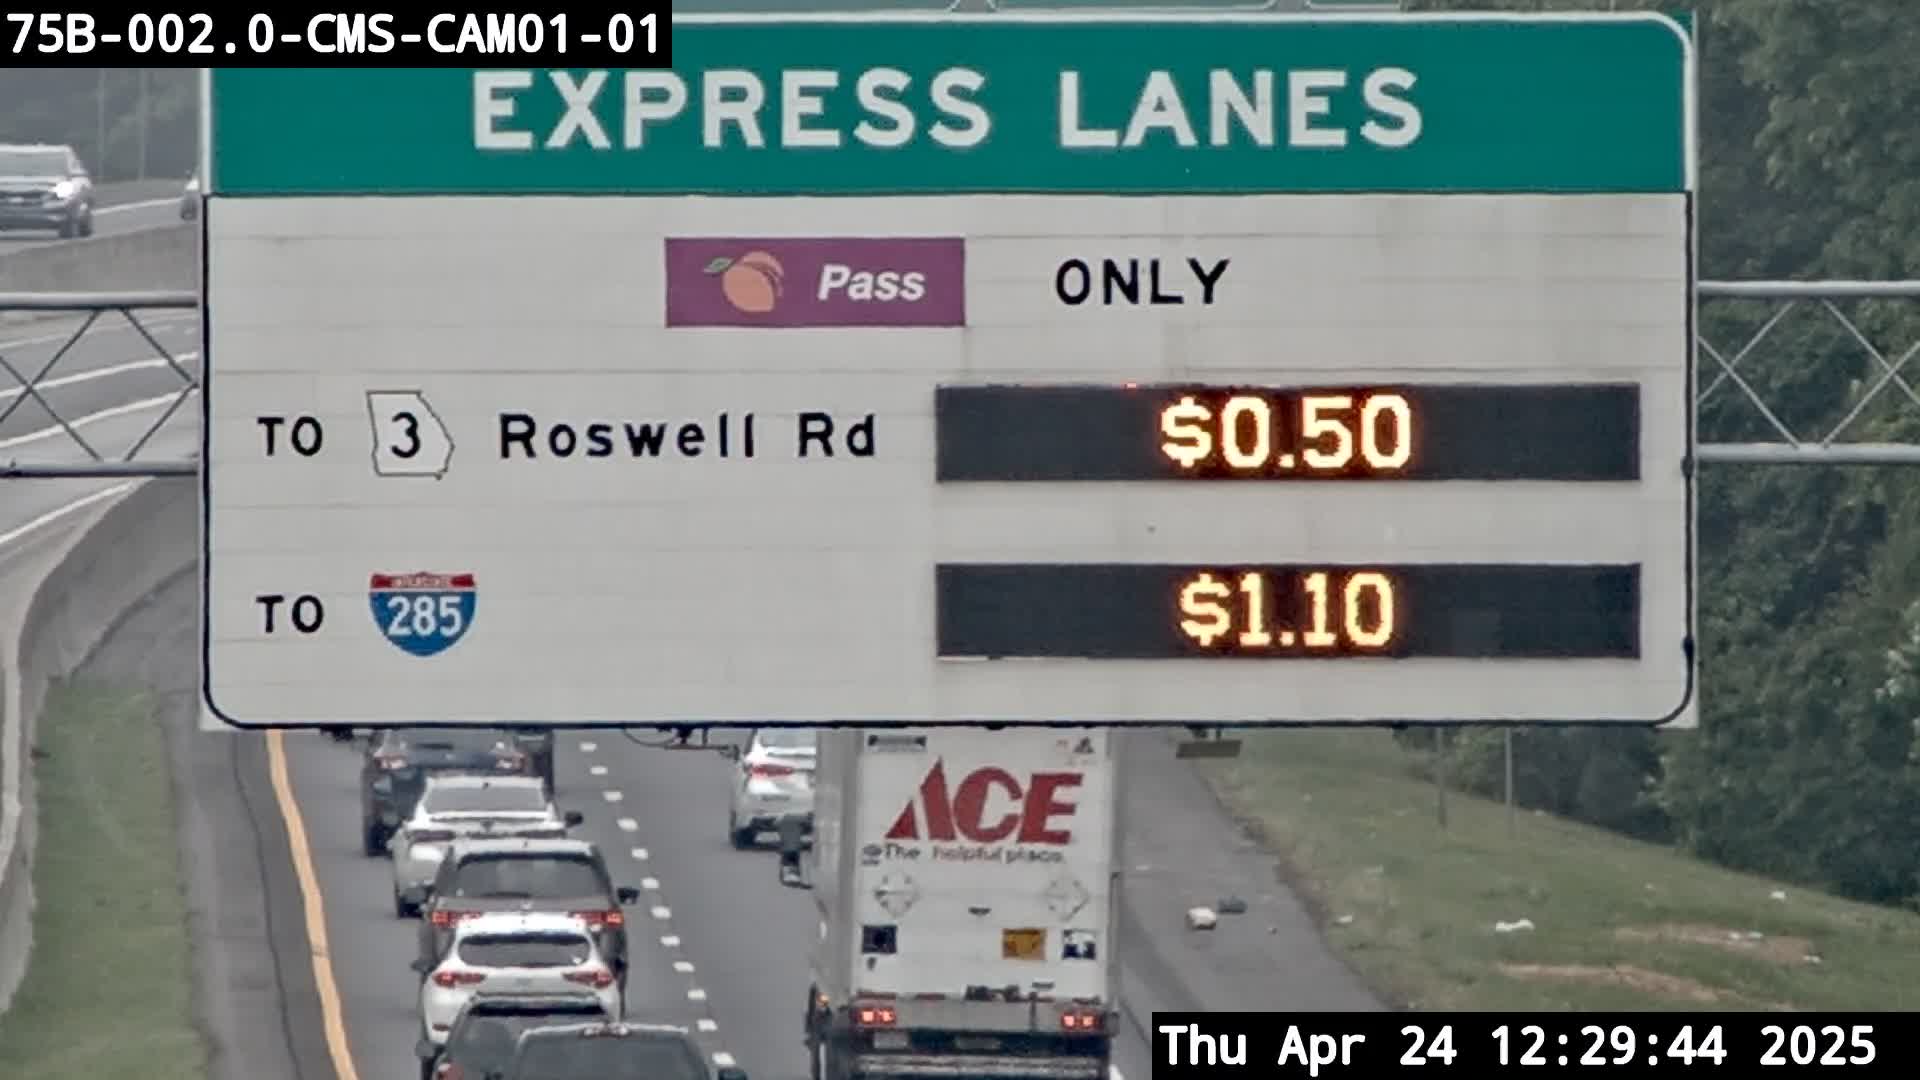 75B-002.0-CMS-CAM01-01
EXPRESS LANES
Pass ONLY
TO 3 Roswell Rd $0.50
INTERSTATE
TO 285 $1.10
ACE
The helpful place.
Thu Apr 24 12:29:44 2025